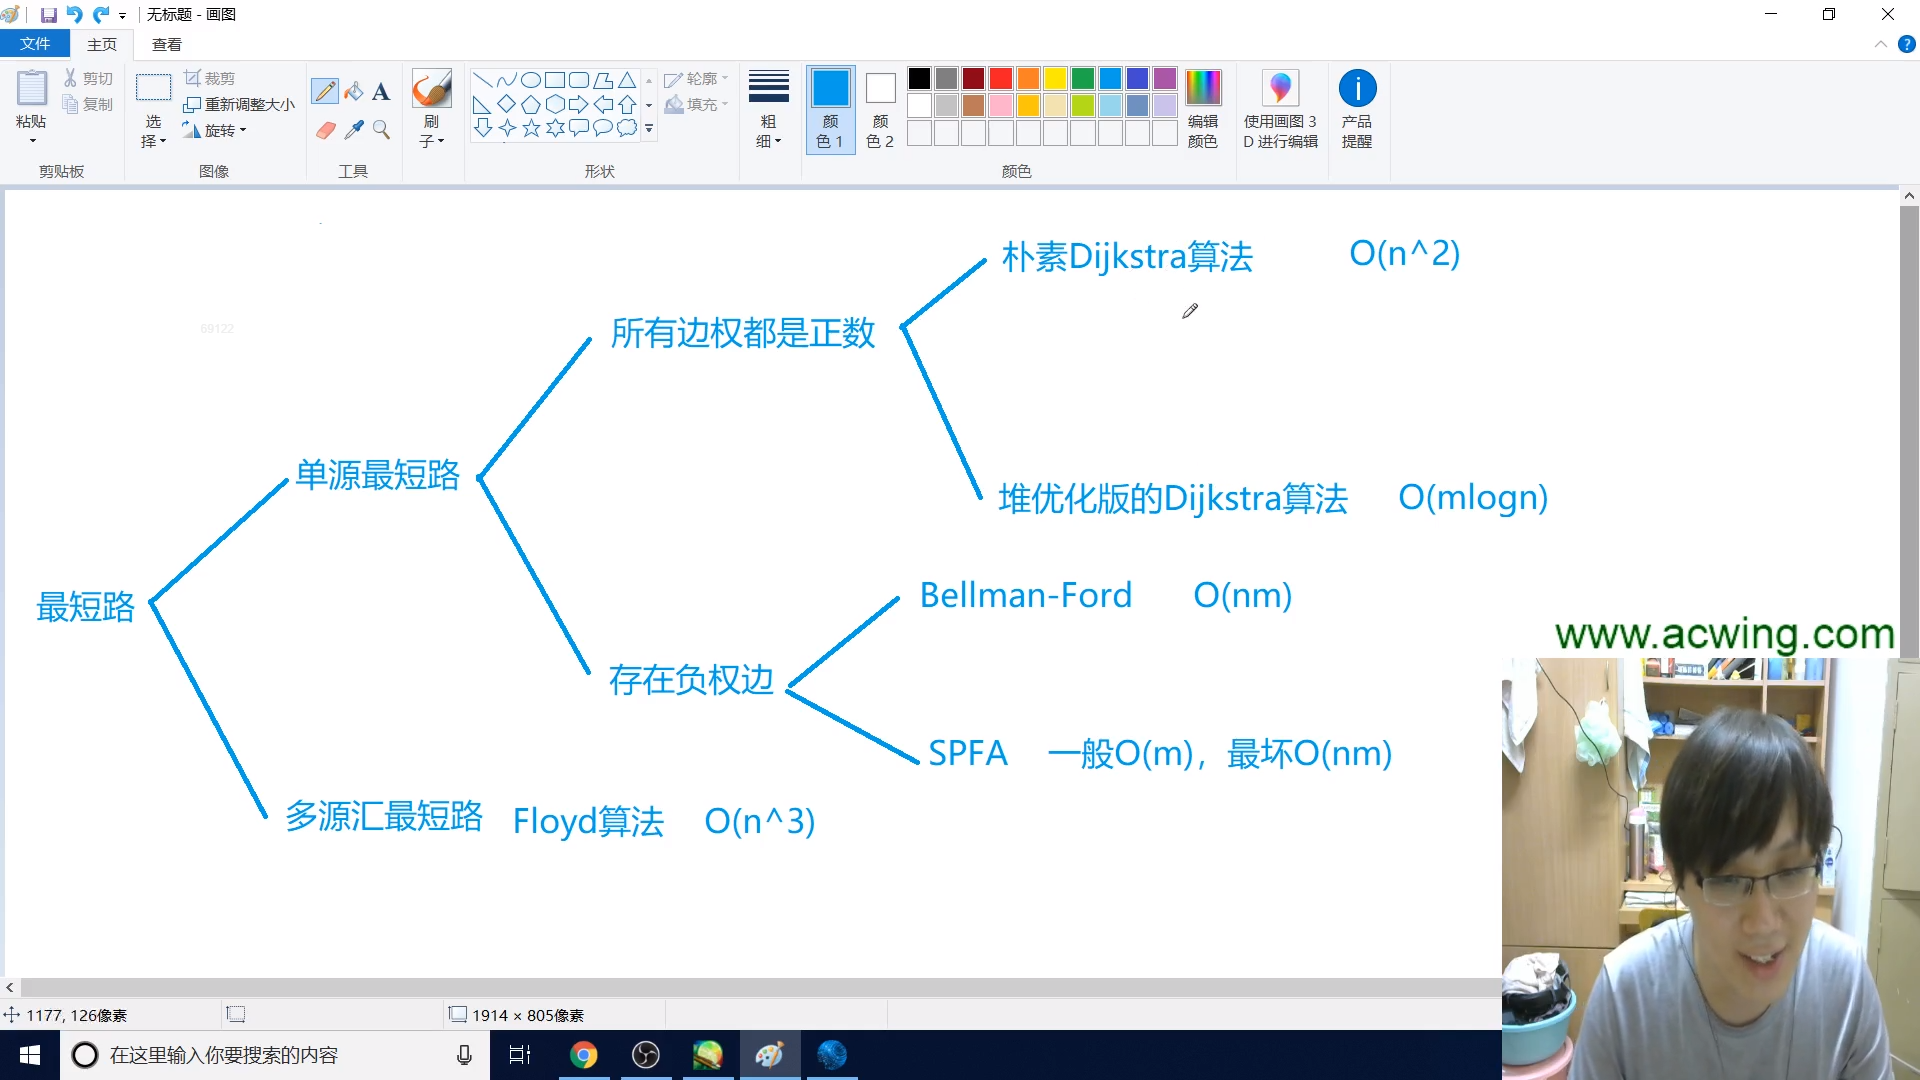 无标题 - 画图
文件 主页 查看
粘贴 剪切 复制
剪贴板
选择 裁剪 重新调整大小 旋转
图像
A
工具
刷子
形状
轮廓 填充
粗细
颜色 1
颜色 2
编辑颜色
颜色
使用画图 3D 进行编辑
产品提醒
朴素Dijkstra算法 O(n^2)
69122
所有边权都是正数
单源最短路
堆优化版的Dijkstra算法 O(mlogn)
最短路
Bellman-Ford O(nm)
www.acwing.com
存在负权边
SPFA 一般O(m)，最坏O(nm)
多源汇最短路 Floyd算法 O(n^3)
1177, 126像素
1914 × 805像素
在这里输入你要搜索的内容